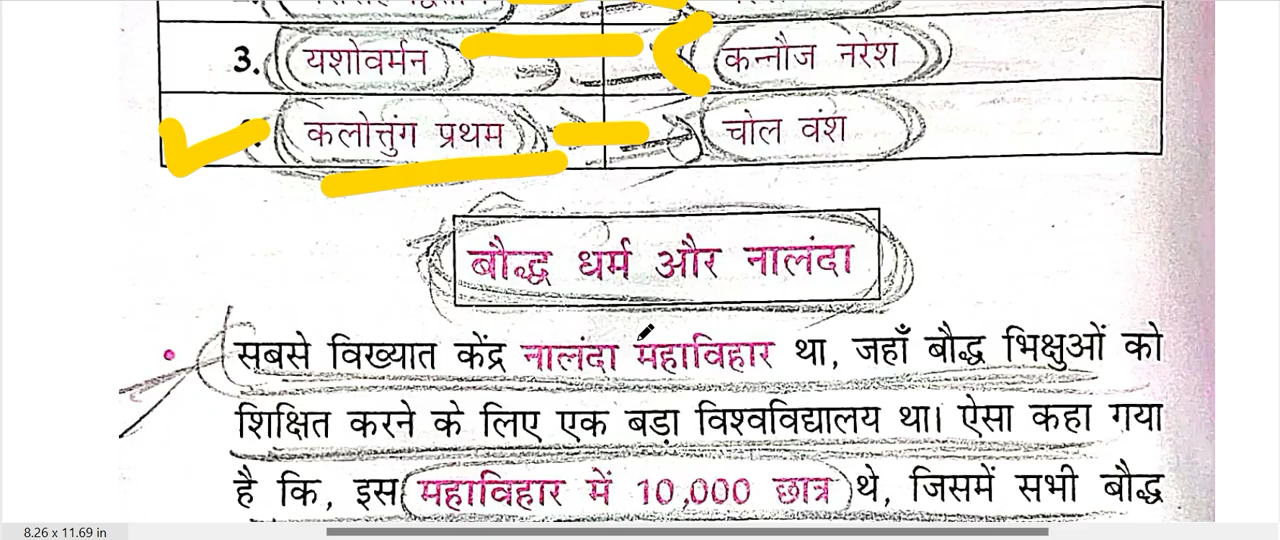 3. यशोवर्मन कन्नौज नरेश
कलोत्तुंग प्रथम चोल वंश
बौद्ध धर्म और नालंदा
• सबसे विख्यात केंद्र नालंदा महाविहार था, जहाँ बौद्ध भिक्षुओं को
शिक्षित करने के लिए एक बड़ा विश्वविद्यालय था। ऐसा कहा गया
है कि, इस महाविहार में 10,000 छात्र थे, जिसमें सभी बौद्ध
8.26 x 11.69 in